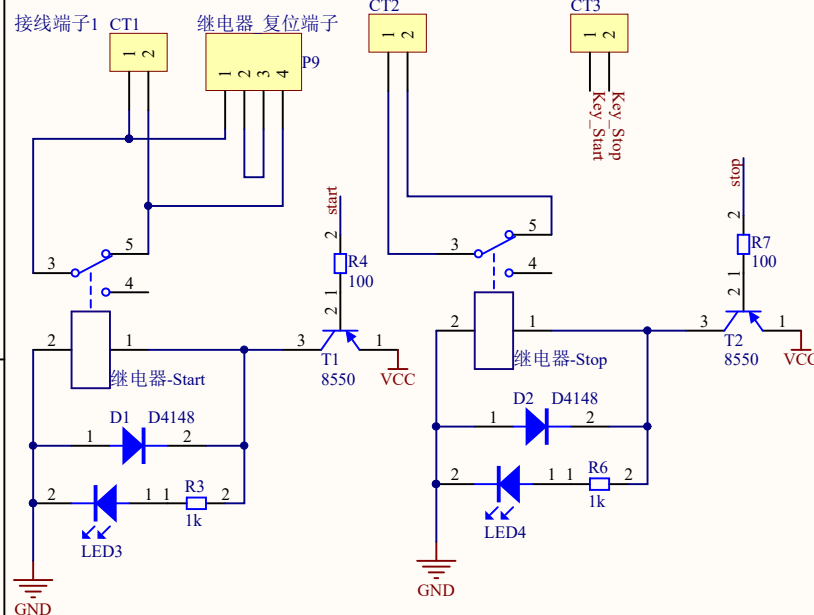 接线端子1 CT1
继电器 复位端子
CT2
CT3
1 2
1 2 3 4
P9
1 2
1 2
Key_Start
Key_Stop
start
stop
3
5
4
2
R4
100
1
2
3
5
4
2
R7
100
1
2
2
1
继电器-Start
3
T1
8550
1
VCC
2
1
继电器-Stop
3
T2
8550
1
VCC
D1 D4148
1
2
D2 D4148
1
2
2
1 1
R3
2
1k
LED3
2
1 1
R6
2
1k
LED4
GND
GND